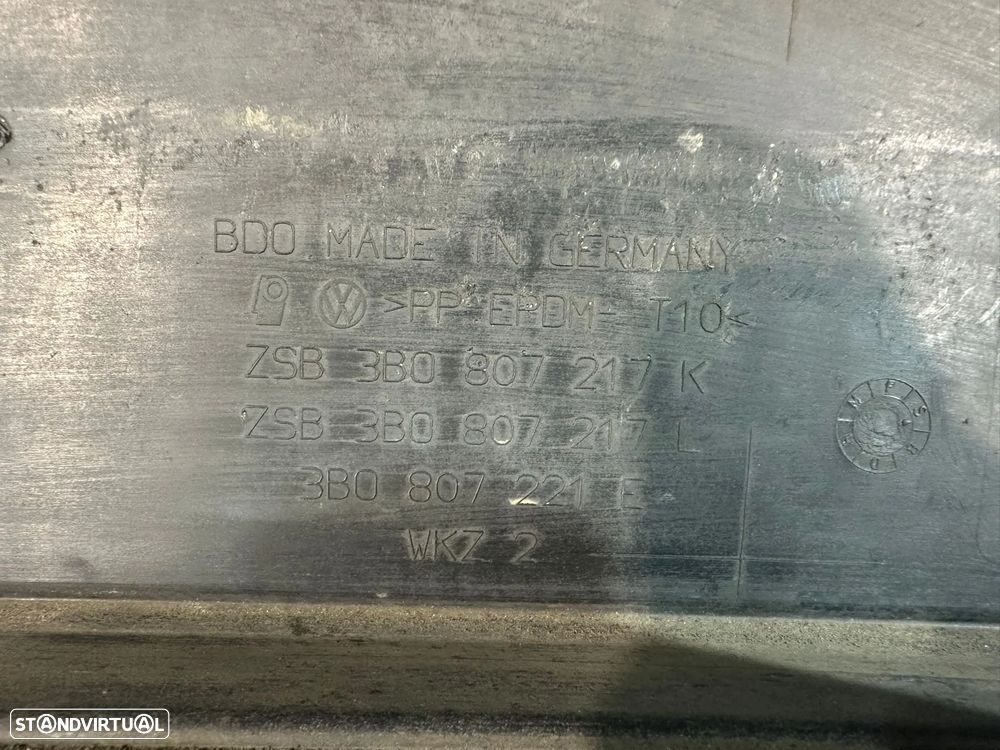 BDO MADE IN GERMANY
VW >PP EPDM- T10<
ZSB 3B0 807 217 K
ZSB 3B0 807 217 L
3B0 807 221 E
WKZ 2
STANDVIRTUAL